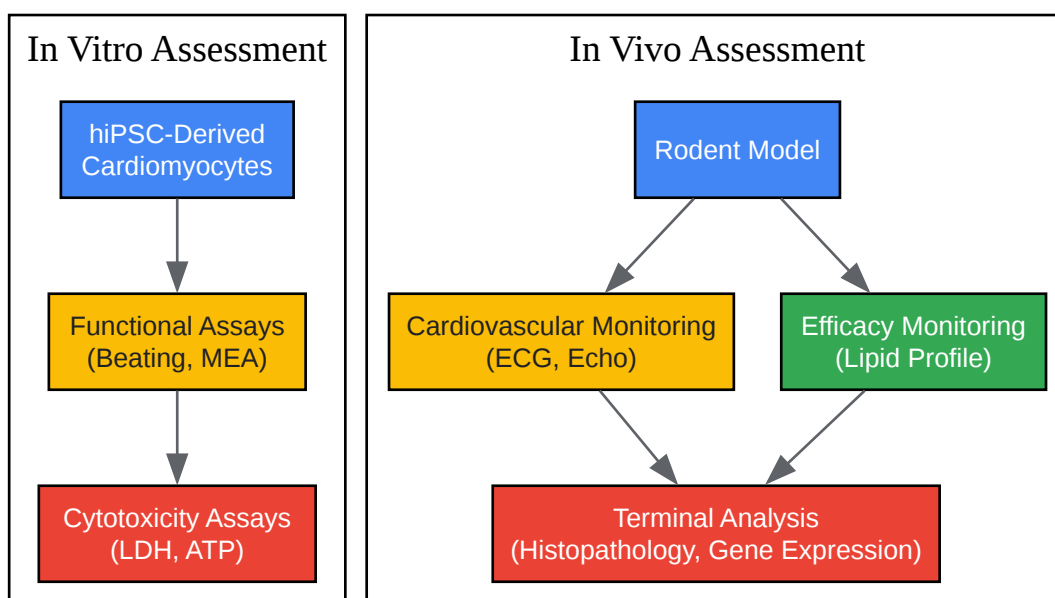 In Vitro Assessment
hiPSC-Derived
Cardiomyocytes
Functional Assays
(Beating, MEA)
Cytotoxicity Assays
(LDH, ATP)
In Vivo Assessment
Rodent Model
Cardiovascular Monitoring
(ECG, Echo)
Efficacy Monitoring
(Lipid Profile)
Terminal Analysis
(Histopathology, Gene Expression)